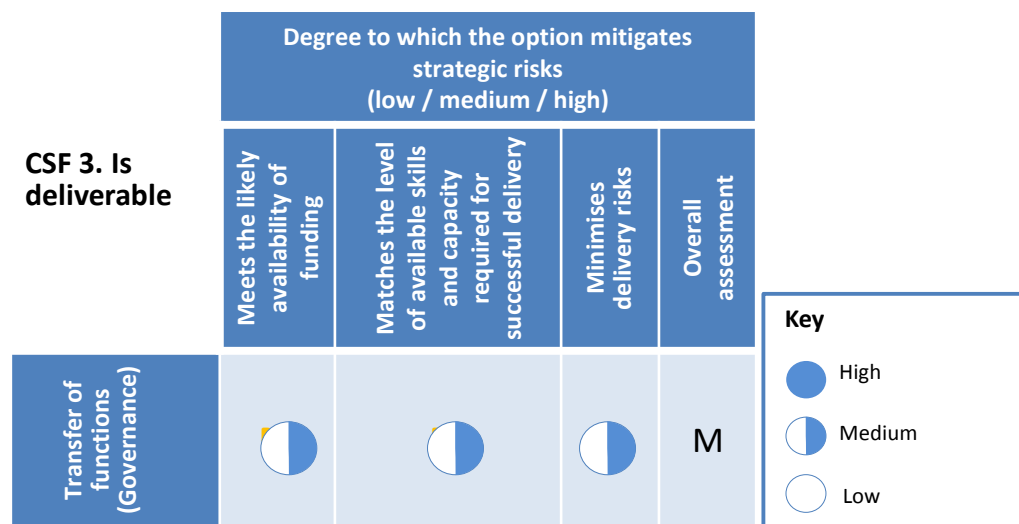 Degree to which the option mitigates
strategic risks
(low / medium / high)
CSF 3. Is
deliverable
Meets the likely
availability of
funding
Matches the level
of available skills
and capacity
required for
successful delivery
Minimises
delivery risks
Overall
assessment
Transfer of
functions
(Governance)
M
Key
High
Medium
Low